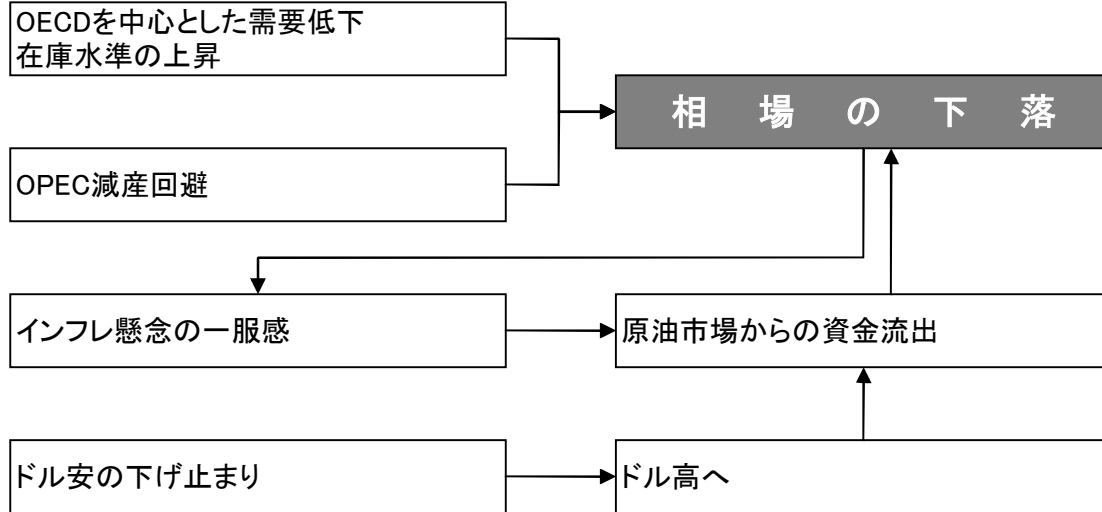 OECDを中心とした需要低下
在庫水準の上昇
相場の下落
OPEC減産回避
インフレ懸念の一服感
原油市場からの資金流出
ドル安の下げ止まり
ドル高へ